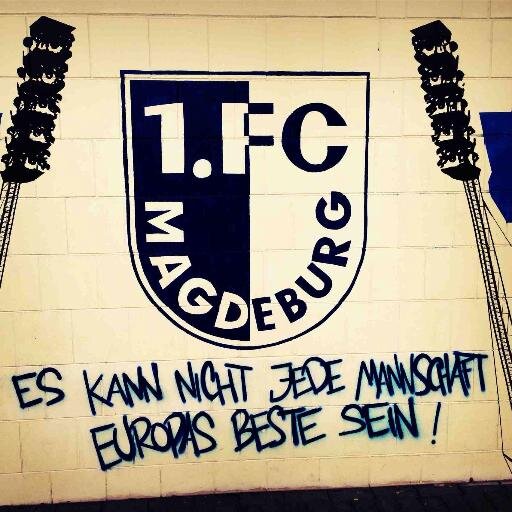 1.FC
MAGDEBURG
ES KANN NICHT JEDE MANNSCHAFT
EUROPAS BESTE SEIN!